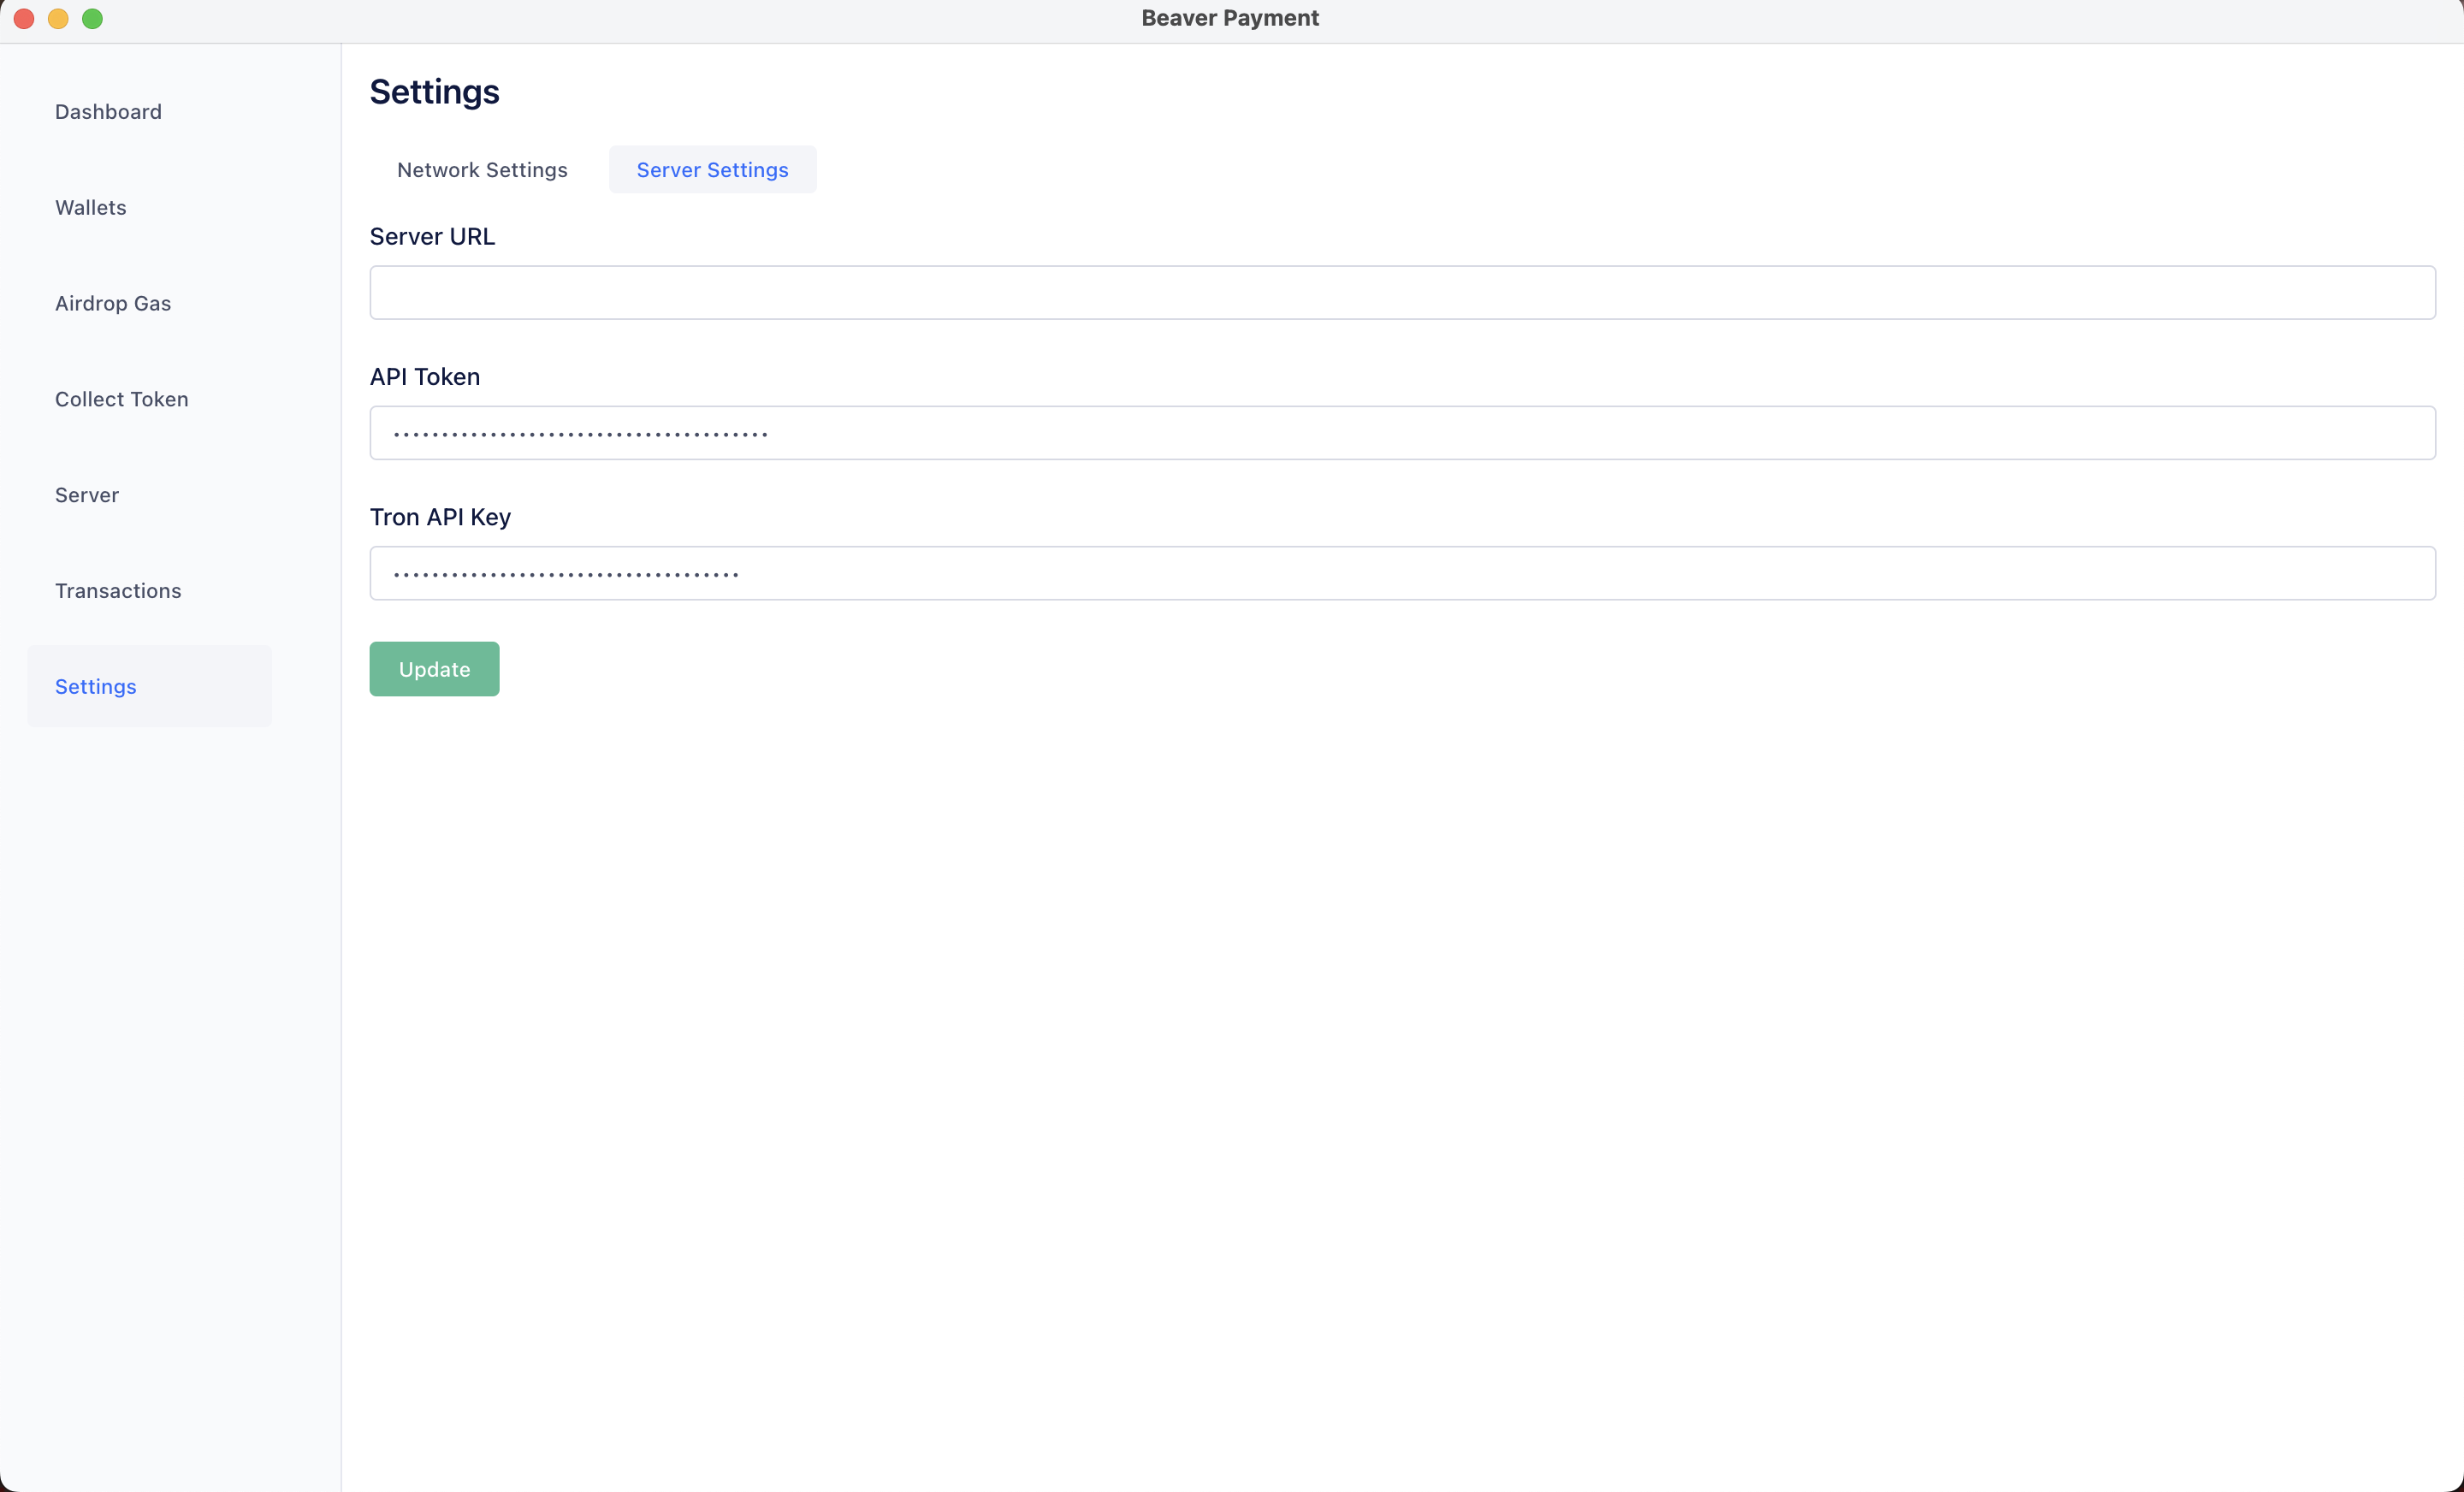 Beaver Payment
Dashboard
Wallets
Airdrop Gas
Collect Token
Server
Transactions
Settings
Settings
Network Settings
Server Settings
Server URL
API Token
Tron API Key
Update